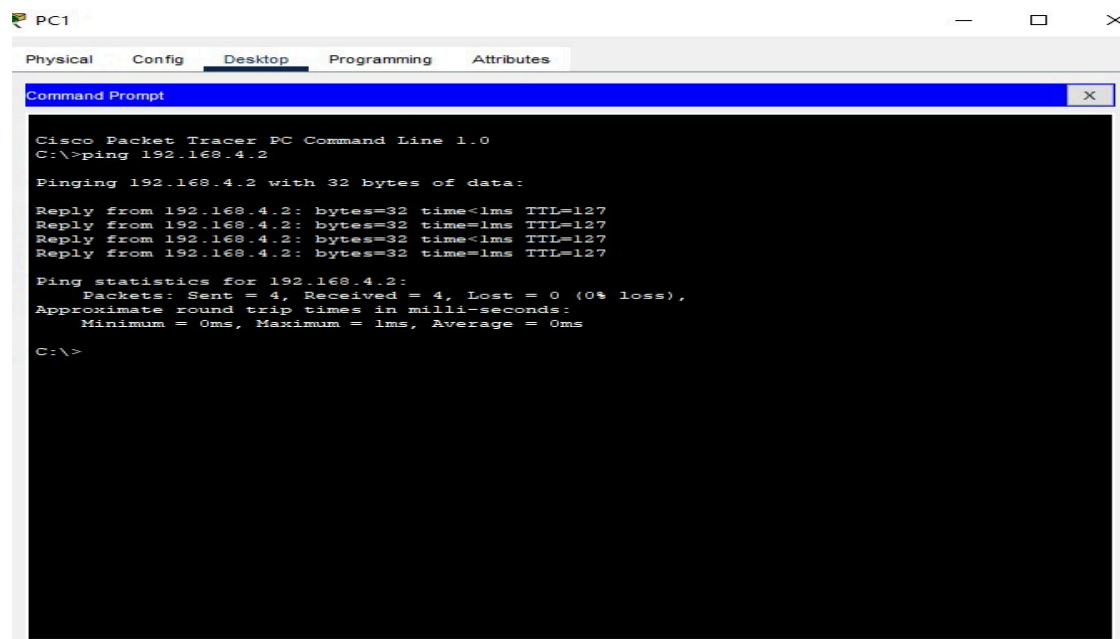 PC1
Physical Config Desktop Programming Attributes
Command Prompt
Cisco Packet Tracer PC Command Line 1.0
C:\>ping 192.168.4.2
Pinging 192.168.4.2 with 32 bytes of data:
Reply from 192.168.4.2: bytes=32 time<1ms TTL=127
Reply from 192.168.4.2: bytes=32 time=1ms TTL=127
Reply from 192.168.4.2: bytes=32 time<1ms TTL=127
Reply from 192.168.4.2: bytes=32 time=1ms TTL=127
Ping statistics for 192.168.4.2:
Packets: Sent = 4, Received = 4, Lost = 0 (0% loss),
Approximate round trip times in milli-seconds:
Minimum = 0ms, Maximum = 1ms, Average = 0ms
C:\>